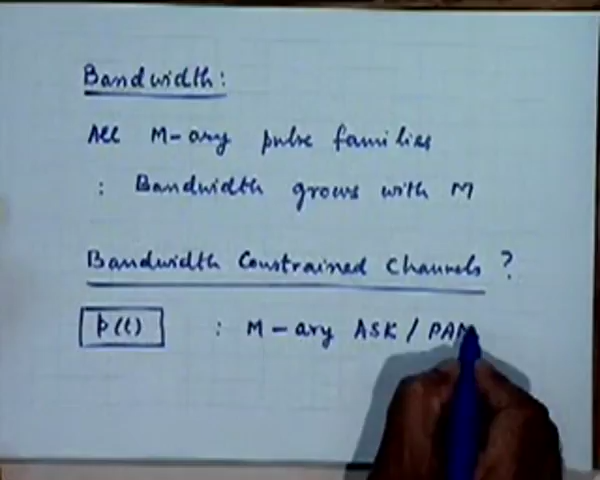 Bandwidth:
All M-ary pulse families
: Bandwidth grows with M
Bandwidth Constrained Channels ?
p(t) : M-ary ASK / PAM